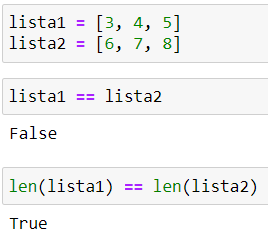 lista1 = [3, 4, 5]
lista2 = [6, 7, 8]
lista1 == lista2
False
len(lista1) == len(lista2)
True